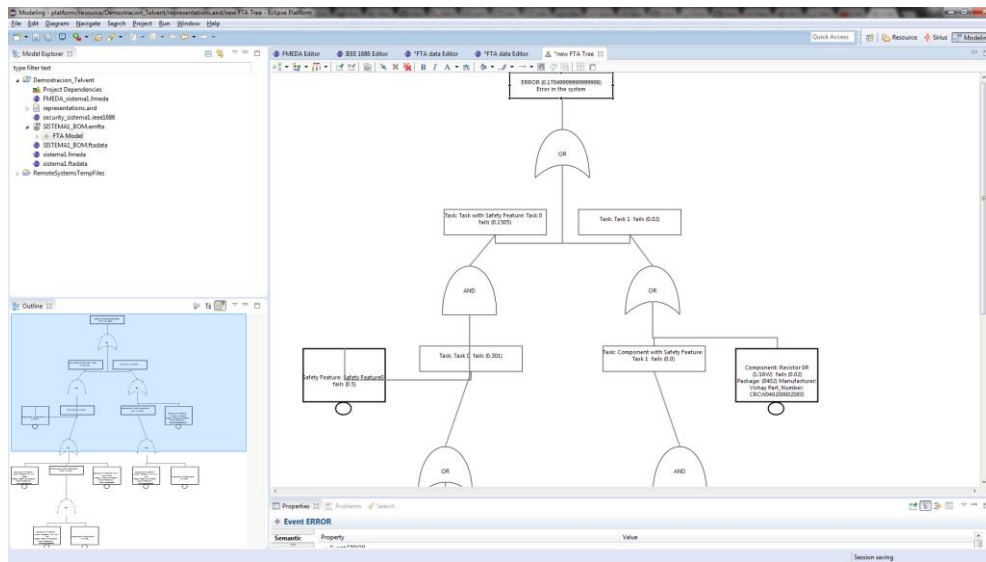 Modeling - platform:/resource/Demostracion_Telvent/representations.aird/new FTA Tree - Eclipse Platform
File Edit Diagram Navigate Search Project Run Window Help
Quick Access
Resource
Sirius
Modeling
Model Explorer
type filter text
Demostracion_Telvent
Project Dependencies
FMEDA_sistema1.fmeda
representations.aird
security_sistema1.ieee1686
SISTEMA1_BOM.emfta
FTA Model
SISTEMA1_BOM.ftadata
sistema1.fmeda
sistema1.ftadata
RemoteSystemsTempFiles
Outline
FMEDA Editor
IEEE 1686 Editor
*FTA data Editor
*FTA data Editor
*new FTA Tree
ERROR (0.17049999999999998)
Error in the system
OR
Task: Task with Safety Feature: Task 0
fails (0.1505)
Task: Task 1 fails (0.02)
AND
OR
Safety Feature: Safety Feature0
fails (0.5)
Task: Task 0 fails (0.301)
Task: Component with Safety Feature:
Task 1 fails (0.0)
Component: Resistor 0R
(1/16W) fails (0.02)
Package: (0402) Manufacturer:
Vishay Part_Number:
CRCW04020000Z0ED
OR
AND
Properties
Problems
Search
Event ERROR
Semantic
Property
Value
Event ERROR
Session saving